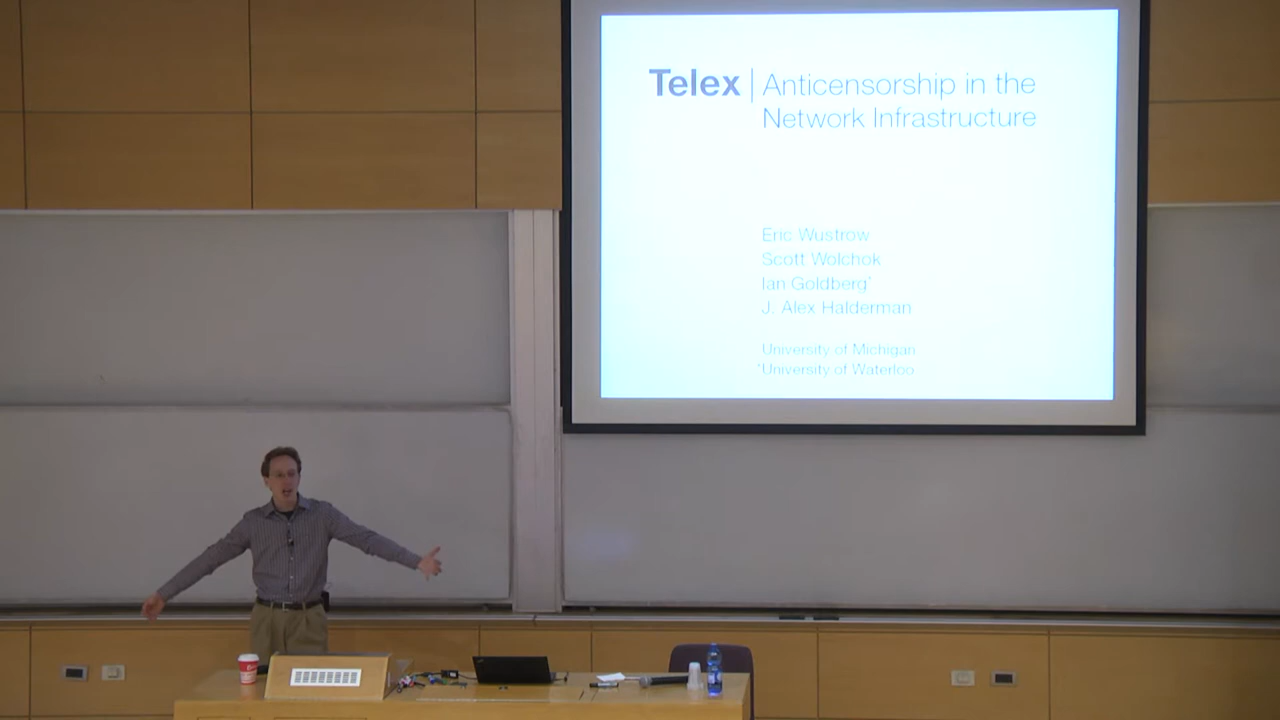 Telex | Anticensorship in the
Network Infrastructure
Eric Wustrow
Scott Wolchok
Ian Goldberg*
J. Alex Halderman
University of Michigan
*University of Waterloo